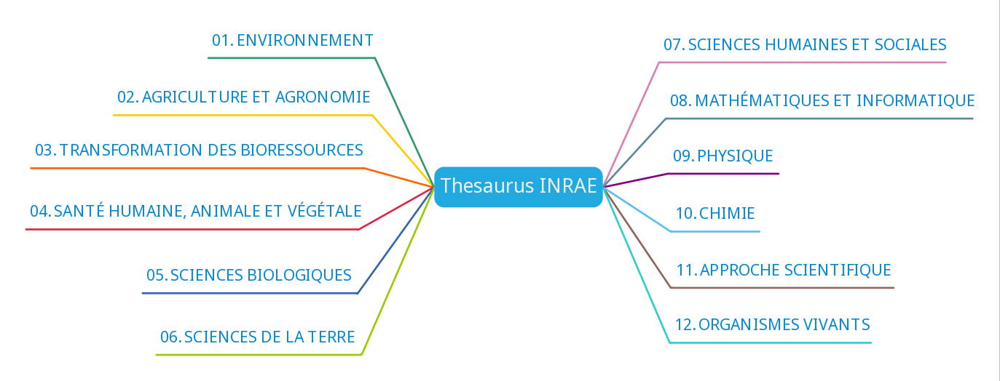 01. ENVIRONNEMENT
02. AGRICULTURE ET AGRONOMIE
03. TRANSFORMATION DES BIORESSOURCES
04. SANTÉ HUMAINE, ANIMALE ET VÉGÉTALE
05. SCIENCES BIOLOGIQUES
06. SCIENCES DE LA TERRE
Thesaurus INRAE
07. SCIENCES HUMAINES ET SOCIALES
08. MATHÉMATIQUES ET INFORMATIQUE
09. PHYSIQUE
10. CHIMIE
11. APPROCHE SCIENTIFIQUE
12. ORGANISMES VIVANTS